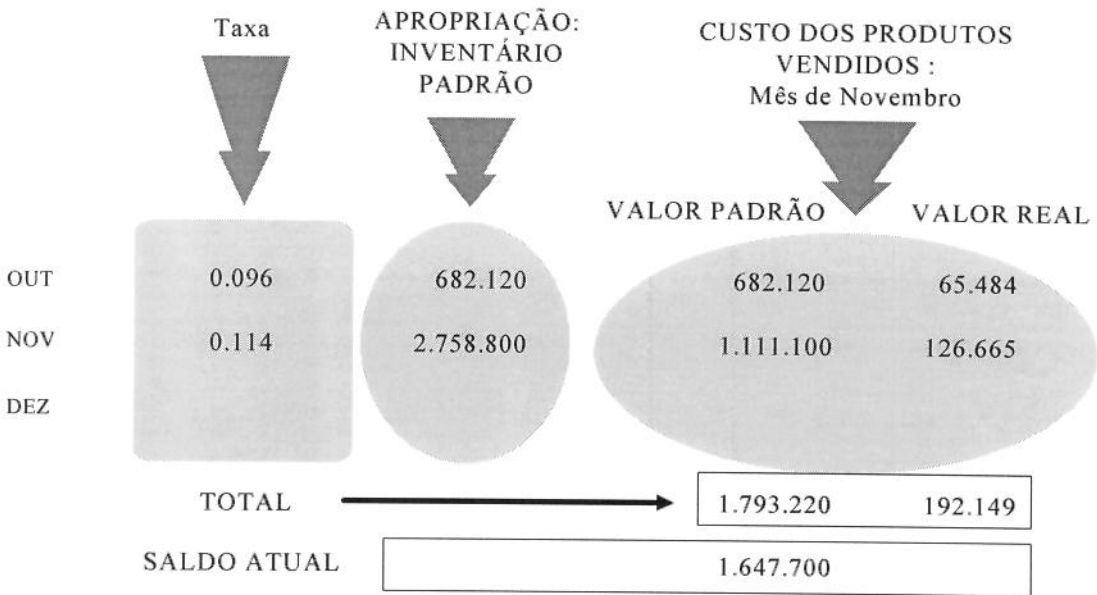 Taxa
APROPRIAÇÃO:
INVENTÁRIO
PADRÃO
CUSTO DOS PRODUTOS
VENDIDOS :
Mês de Novembro
VALOR PADRÃO VALOR REAL
OUT 0.096 682.120 682.120 65.484
NOV 0.114 2.758.800 1.111.100 126.665
DEZ
TOTAL 1.793.220 192.149
SALDO ATUAL 1.647.700